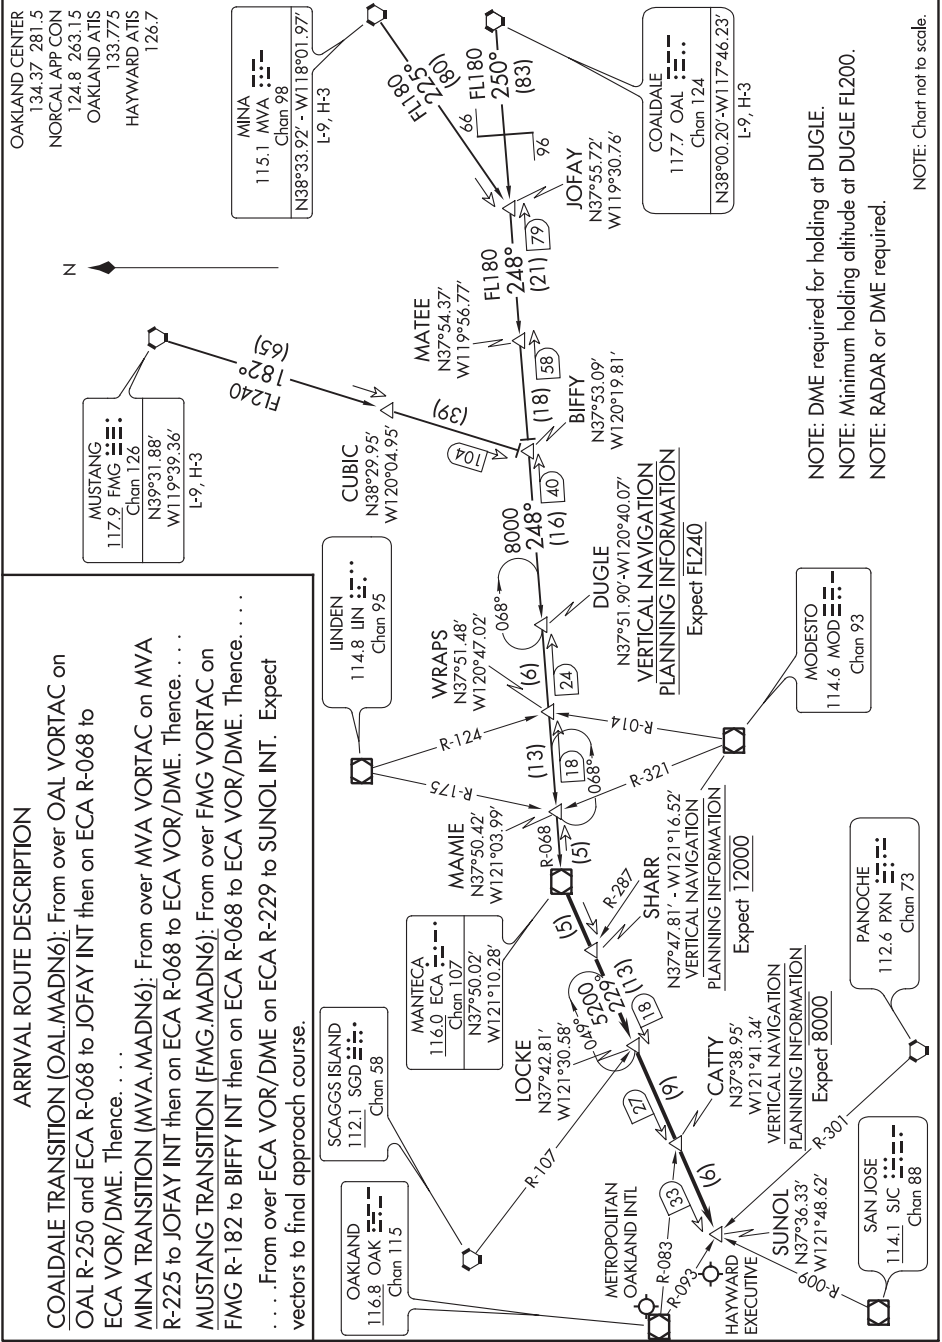 ARRIVAL ROUTE DESCRIPTION
COALDALE TRANSITION (OAL.MADN6): From over OAL VORTAC on
OAL R-250 and ECA R-068 to JOFAY INT then on ECA R-068 to
ECA VOR/DME. Thence. . . .
MINA TRANSITION (MVA.MADN6): From over MVA VORTAC on MVA
R-225 to JOFAY INT then on ECA R-068 to ECA VOR/DME. Thence. . . .
MUSTANG TRANSITION (FMG.MADN6): From over FMG VORTAC on
FMG R-182 to BIFFY INT then on ECA R-068 to ECA VOR/DME. Thence. . . .
. . . .From over ECA VOR/DME on ECA R-229 to SUNOL INT. Expect
vectors to final approach course.
OAKLAND CENTER
134.37 281.5
NORCAL APP CON
124.8 263.15
OAKLAND ATIS
133.775
HAYWARD ATIS
126.7
N
MUSTANG
117.9 FMG
Chan 126
N39°31.88'
W119°39.36'
L-9, H-3
MINA
115.1 MVA
Chan 98
N38°33.92' - W118°01.97'
L-9, H-3
FL240
182°
(65)
CUBIC
N38°29.95'
W120°04.95'
(39)
104
FL180
225°
(80)
FL180
250°
(83)
66
96
COALDALE
117.7 OAL
Chan 124
N38°00.20'-W117°46.23'
L-9, H-3
JOFAY
N37°55.72'
W119°30.76'
79
FL180
248°
(21)
MATEE
N37°54.37'
W119°56.77'
58
(18)
BIFFY
N37°53.09'
W120°19.81'
40
8000
248°
(16)
DUGLE
N37°51.90'-W120°40.07'
VERTICAL NAVIGATION
PLANNING INFORMATION
Expect FL240
068°
24
(6)
WRAPS
N37°51.48'
W120°47.02'
LINDEN
114.8 LIN
Chan 95
R-124
R-175
R-014
R-321
MODESTO
114.6 MOD
Chan 93
(13)
18
068°
MAMIE
N37°50.42'
W121°03.99'
R-068
(5)
MANTECA
116.0 ECA
Chan 107
N37°50.02'
W121°10.28'
(5)
R-287
SHARR
N37°47.81' - W121°16.52'
VERTICAL NAVIGATION
PLANNING INFORMATION
Expect 12000
5200
229°
(13)
049°
18
LOCKE
N37°42.81'
W121°30.58'
SCAGGS ISLAND
112.1 SGD
Chan 58
R-107
(9)
27
CATTY
N37°38.95'
W121°41.34'
VERTICAL NAVIGATION
PLANNING INFORMATION
Expect 8000
33
(6)
SUNOL
N37°36.33'
W121°48.62'
OAKLAND
116.8 OAK
Chan 115
METROPOLITAN
OAKLAND INTL
R-083
R-093
HAYWARD
EXECUTIVE
R-009
SAN JOSE
114.1 SJC
Chan 88
R-301
PANOCHE
112.6 PXN
Chan 73
NOTE: DME required for holding at DUGLE.
NOTE: Minimum holding altitude at DUGLE FL200.
NOTE: RADAR or DME required.
NOTE: Chart not to scale.